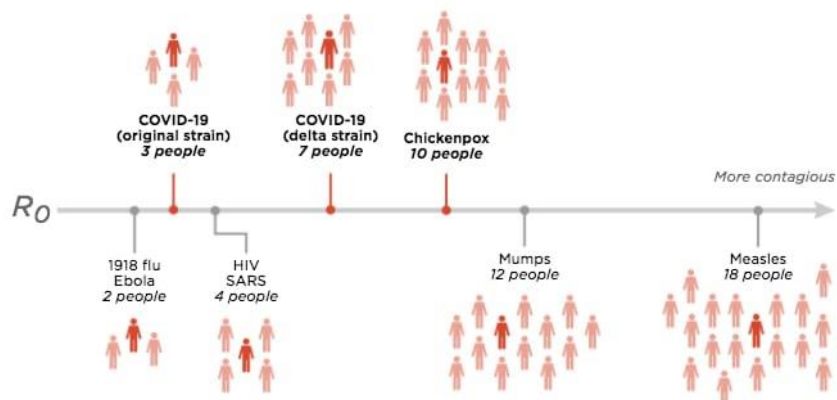 COVID-19
(original strain)
3 people
COVID-19
(delta strain)
7 people
Chickenpox
10 people
More contagious
R0
1918 flu
Ebola
2 people
HIV
SARS
4 people
Mumps
12 people
Measles
18 people